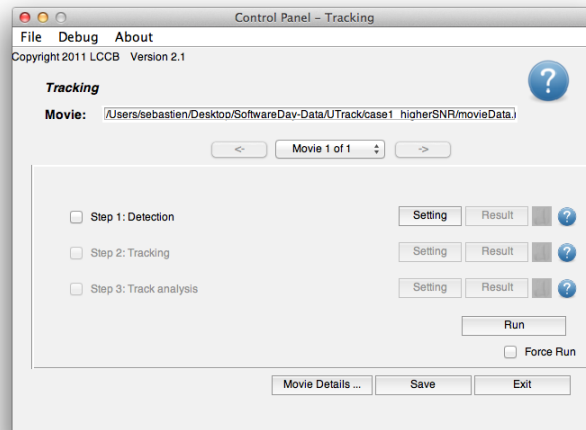 Control Panel – Tracking
File Debug About
Copyright 2011 LCCB Version 2.1
?
Tracking
Movie: /Users/sebastien/Desktop/SoftwareDay-Data/UTrack/case1_higherSNR/movieData.
<- Movie 1 of 1 ->
Step 1: Detection Setting Result ?
Step 2: Tracking Setting Result ?
Step 3: Track analysis Setting Result ?
Run
Force Run
Movie Details ... Save Exit